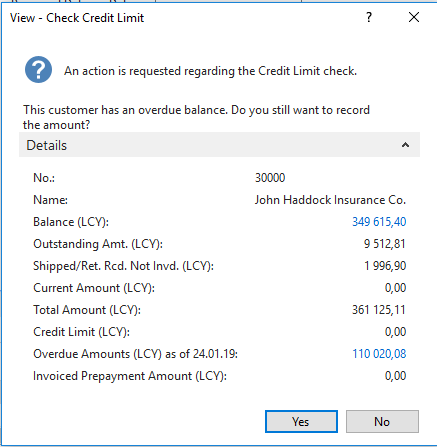 View - Check Credit Limit
?
An action is requested regarding the Credit Limit check.
This customer has an overdue balance. Do you still want to record
the amount?
Details
No.: 30000
Name: John Haddock Insurance Co.
Balance (LCY): 349 615,40
Outstanding Amt. (LCY): 9 512,81
Shipped/Ret. Rcd. Not Invd. (LCY): 1 996,90
Current Amount (LCY): 0,00
Total Amount (LCY): 361 125,11
Credit Limit (LCY): 0,00
Overdue Amounts (LCY) as of 24.01.19: 110 020,08
Invoiced Prepayment Amount (LCY): 0,00
Yes No